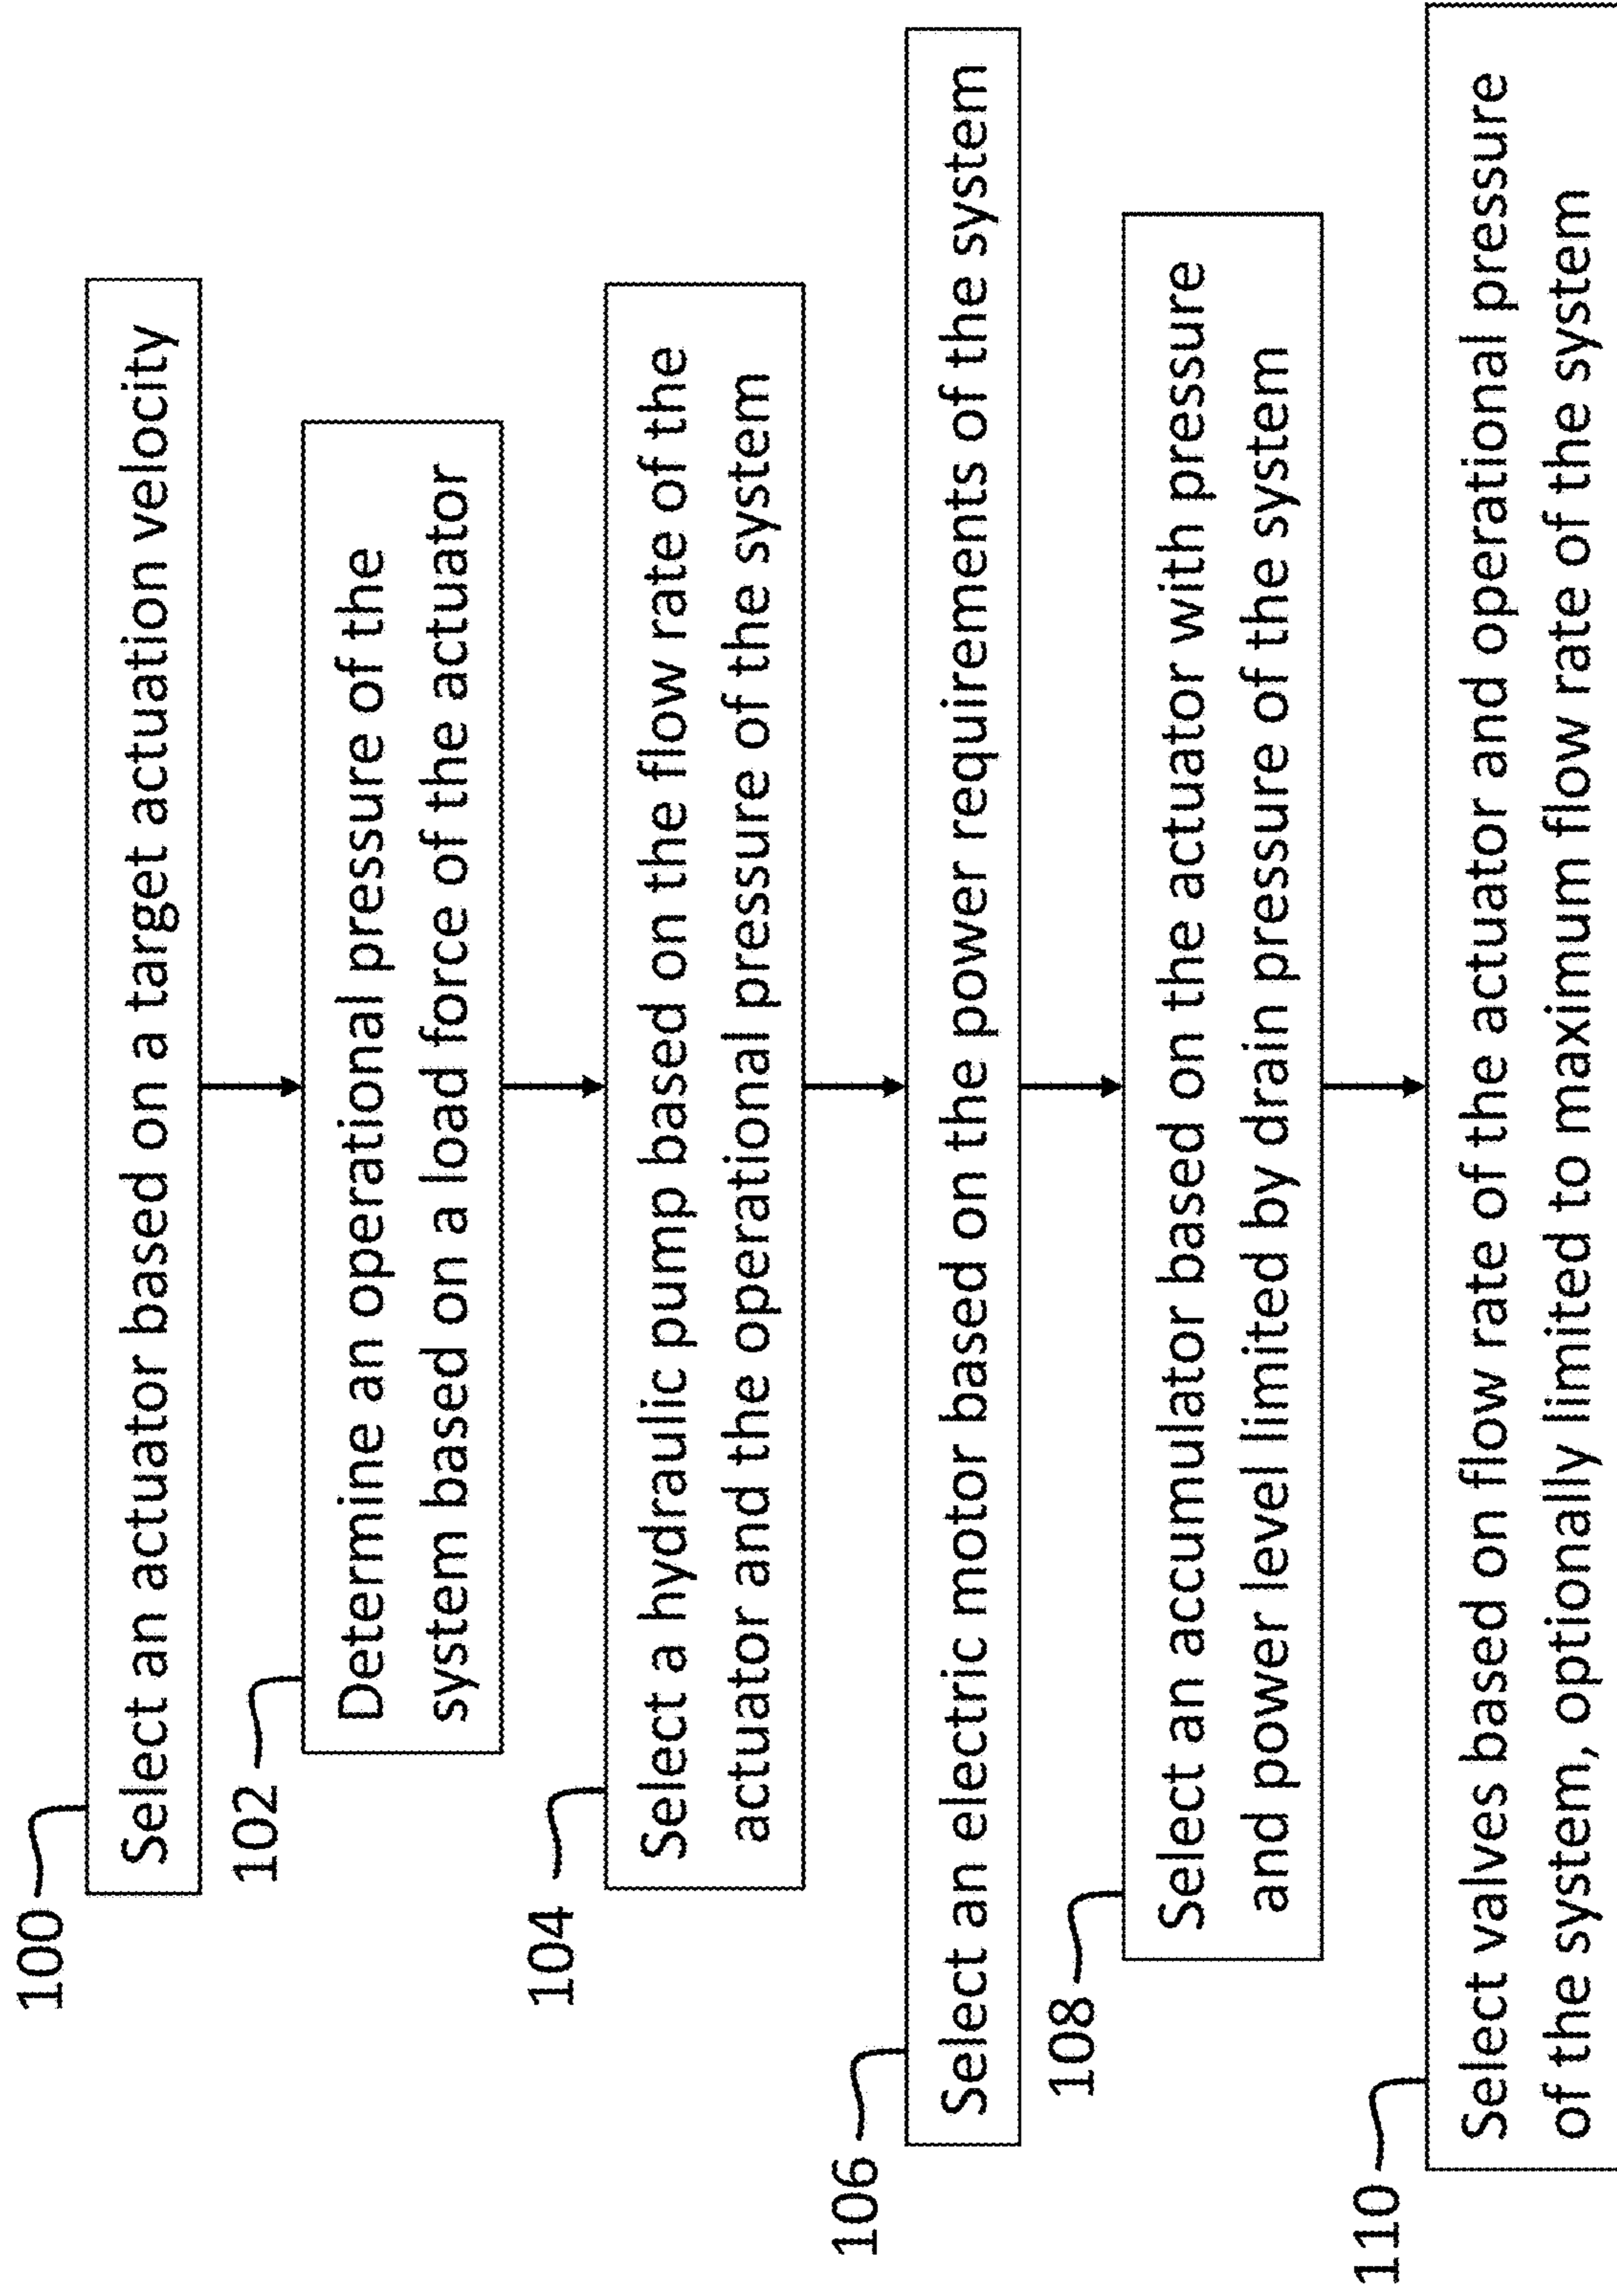 100
Select an actuator based on a target actuation velocity
102
Determine an operational pressure of the
system based on a load force of the actuator
104
Select a hydraulic pump based on the flow rate of the
actuator and the operational pressure of the system
106
Select an electric motor based on the power requirements of the system
108
Select an accumulator based on the actuator with pressure
and power level limited by drain pressure of the system
110
Select valves based on flow rate of the actuator and operational pressure
of the system, optionally limited to maximum flow rate of the system